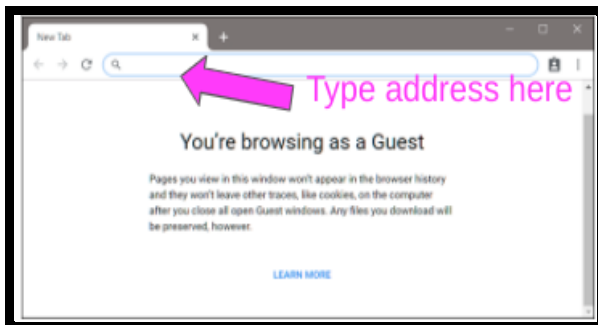 New Tab
Type address here
You're browsing as a Guest
Pages you view in this window won't appear in the browser history
and they won't leave other traces, like cookies, on the computer
after you close all open Guest windows. Any files you download will
be preserved, however.
LEARN MORE